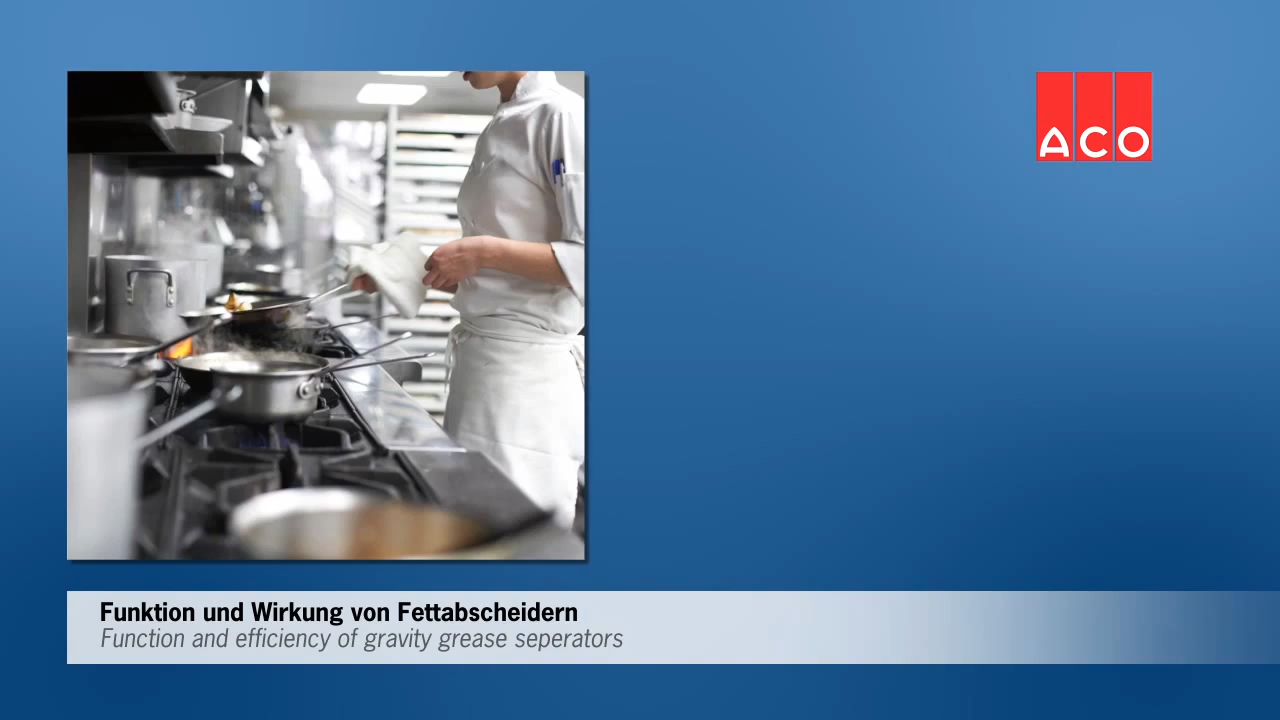 ACO
Funktion und Wirkung von Fettabscheidern
Function and efficiency of gravity grease seperators